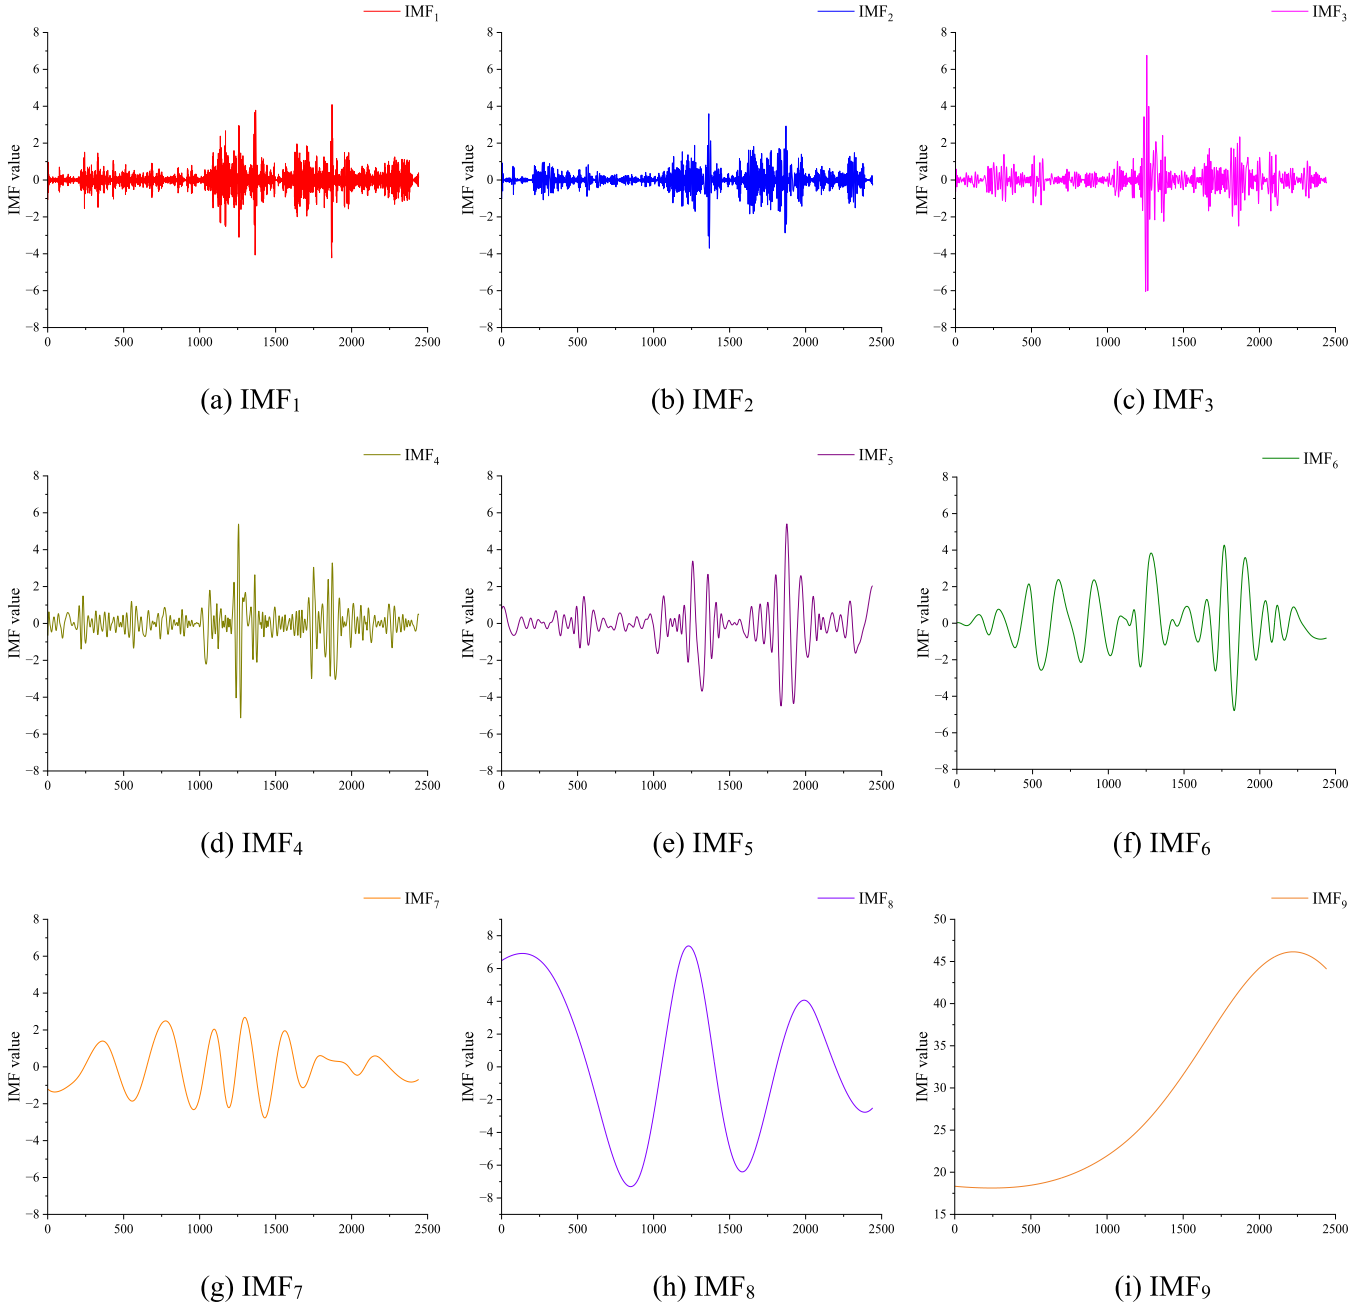 IMF₁
IMF value
8
6
4
2
0
−2
−4
−6
−8
0 500 1000 1500 2000 2500
(a) IMF₁
IMF₂
IMF value
8
6
4
2
0
−2
−4
−6
−8
0 500 1000 1500 2000 2500
(b) IMF₂
IMF₃
IMF value
8
6
4
2
0
−2
−4
−6
−8
0 500 1000 1500 2000 2500
(c) IMF₃
IMF₄
IMF value
8
6
4
2
0
−2
−4
−6
−8
0 500 1000 1500 2000 2500
(d) IMF₄
IMF₅
IMF value
8
6
4
2
0
−2
−4
−6
−8
0 500 1000 1500 2000 2500
(e) IMF₅
IMF₆
IMF value
8
6
4
2
0
−2
−4
−6
−8
0 500 1000 1500 2000 2500
(f) IMF₆
IMF₇
IMF value
8
6
4
2
0
−2
−4
−6
−8
0 500 1000 1500 2000 2500
(g) IMF₇
IMF₈
IMF value
8
6
4
2
0
−2
−4
−6
−8
0 500 1000 1500 2000 2500
(h) IMF₈
IMF₉
IMF value
50
45
40
35
30
25
20
15
0 500 1000 1500 2000 2500
(i) IMF₉